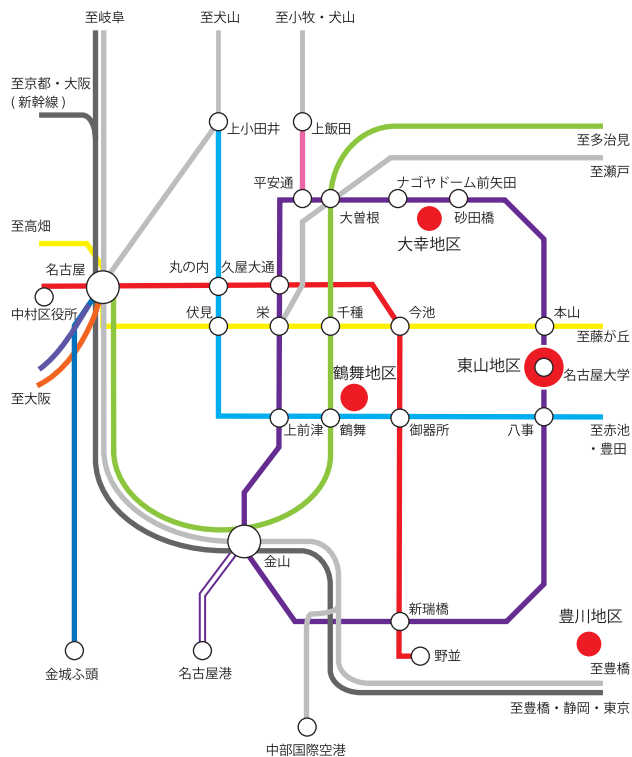 至岐阜
至犬山
至小牧・犬山
至京都・大阪
(新幹線)
上小田井
上飯田
至多治見
至瀬戸
平安通
ナゴヤドーム前矢田
大曽根
砂田橋
至高畑
大幸地区
名古屋
丸の内
久屋大通
中村区役所
伏見
栄
千種
今池
本山
至藤が丘
鶴舞地区
東山地区
名古屋大学
至大阪
上前津
鶴舞
御器所
八事
至赤池
・豊田
金山
新瑞橋
豊川地区
野並
金城ふ頭
名古屋港
至豊橋
至豊橋・静岡・東京
中部国際空港